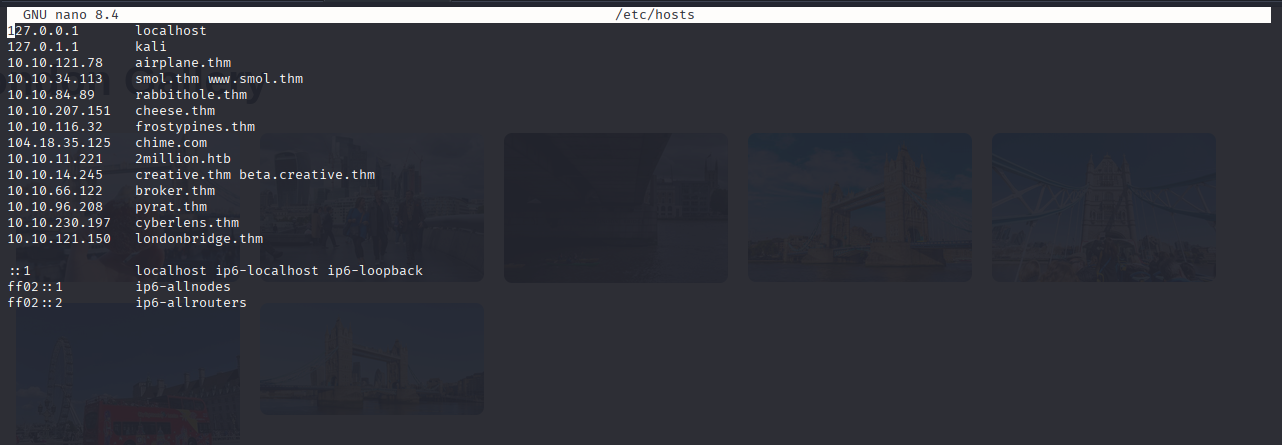 GNU nano 8.4 /etc/hosts
127.0.0.1 localhost
127.0.1.1 kali
10.10.121.78 airplane.thm
10.10.34.113 smol.thm www.smol.thm
10.10.84.89 rabbithole.thm
10.10.207.151 cheese.thm
10.10.116.32 frostypines.thm
104.18.35.125 chime.com
10.10.11.221 2million.htb
10.10.14.245 creative.thm beta.creative.thm
10.10.66.122 broker.thm
10.10.96.208 pyrat.thm
10.10.230.197 cyberlens.thm
10.10.121.150 londonbridge.thm
::1 localhost ip6-localhost ip6-loopback
ff02::1 ip6-allnodes
ff02::2 ip6-allrouters